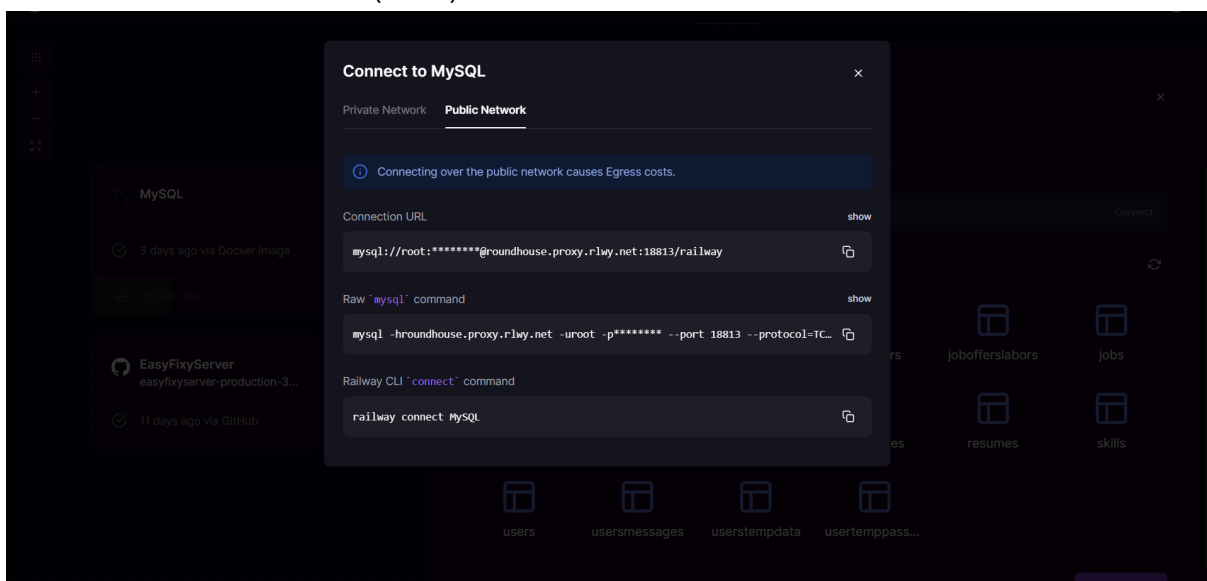 Connect to MySQL
Private Network
Public Network
Connecting over the public network causes Egress costs.
Connection URL
show
mysql://root:********@roundhouse.proxy.rlwy.net:18813/railway
Raw `mysql` command
show
mysql -hroundhouse.proxy.rlwy.net -uroot -p******** --port 18813 --protocol=TC…
Railway CLI `connect` command
railway connect MySQL
MySQL
3 days ago via Docker Image
EasyFixyServer
easyfixyserver-production-3...
11 days ago via GitHub
Connect
rs
jobofferslabors
jobs
es
resumes
skills
users
usersmessages
userstempdata
usertemppass...